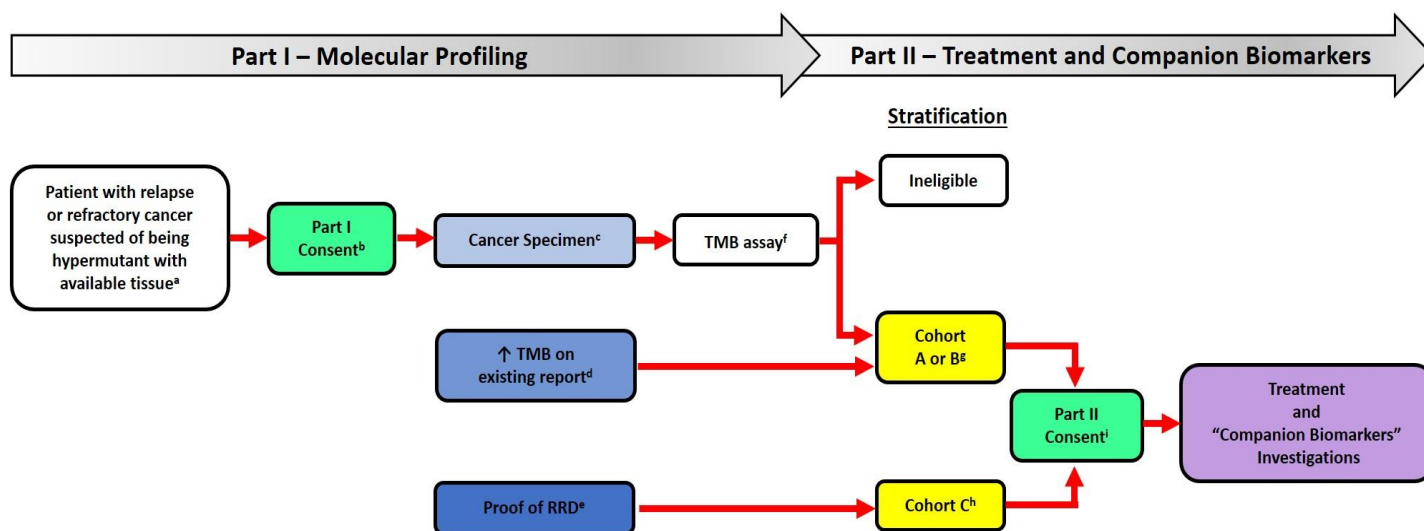 Part I – Molecular Profiling
Part II – Treatment and Companion Biomarkers
Stratification
Patient with relapse
or refractory cancer
suspected of being
hypermutant with
available tissueᵃ
Part I
Consentᵇ
Cancer Specimenᶜ
TMB assayᶠ
Ineligible
↑ TMB on
existing reportᵈ
Cohort
A or Bᵍ
Part II
Consentⁱ
Treatment
and
“Companion Biomarkers”
Investigations
Proof of RRDᵉ
Cohort Cʰ